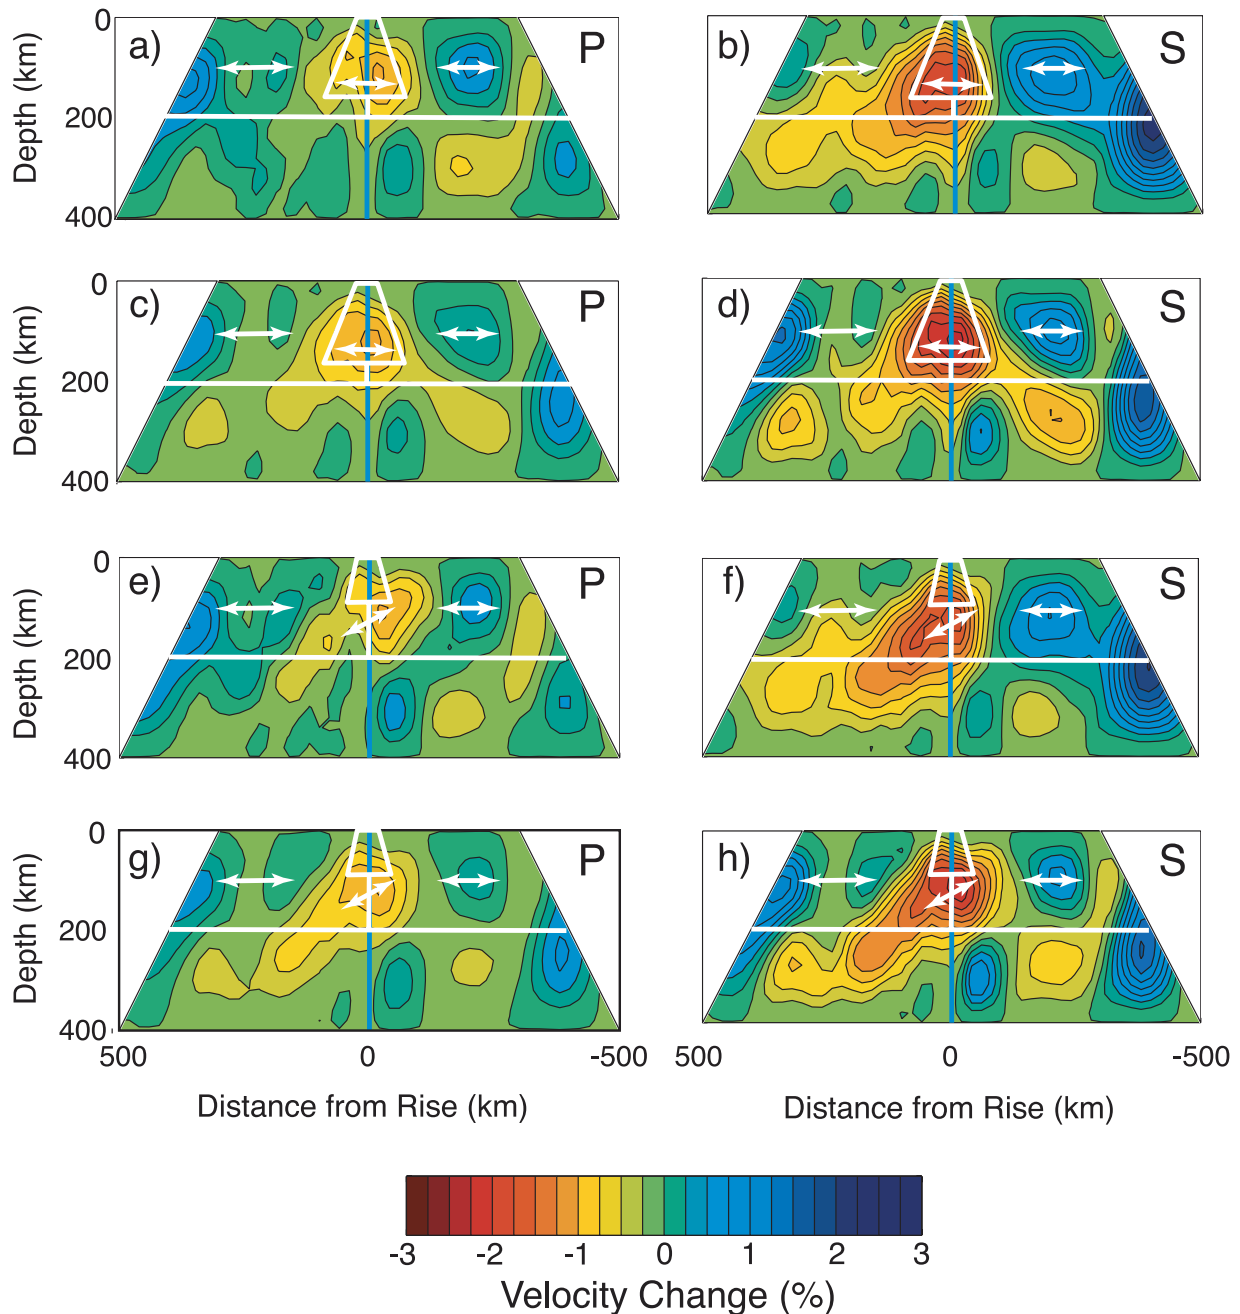 a) P b) S
0
200
400
Depth (km)
c) P d) S
0
200
400
Depth (km)
e) P f) S
0
200
400
Depth (km)
g) P h) S
0
200
400
Depth (km)
500 0 -500 500 0 -500
Distance from Rise (km) Distance from Rise (km)
-3 -2 -1 0 1 2 3
Velocity Change (%)